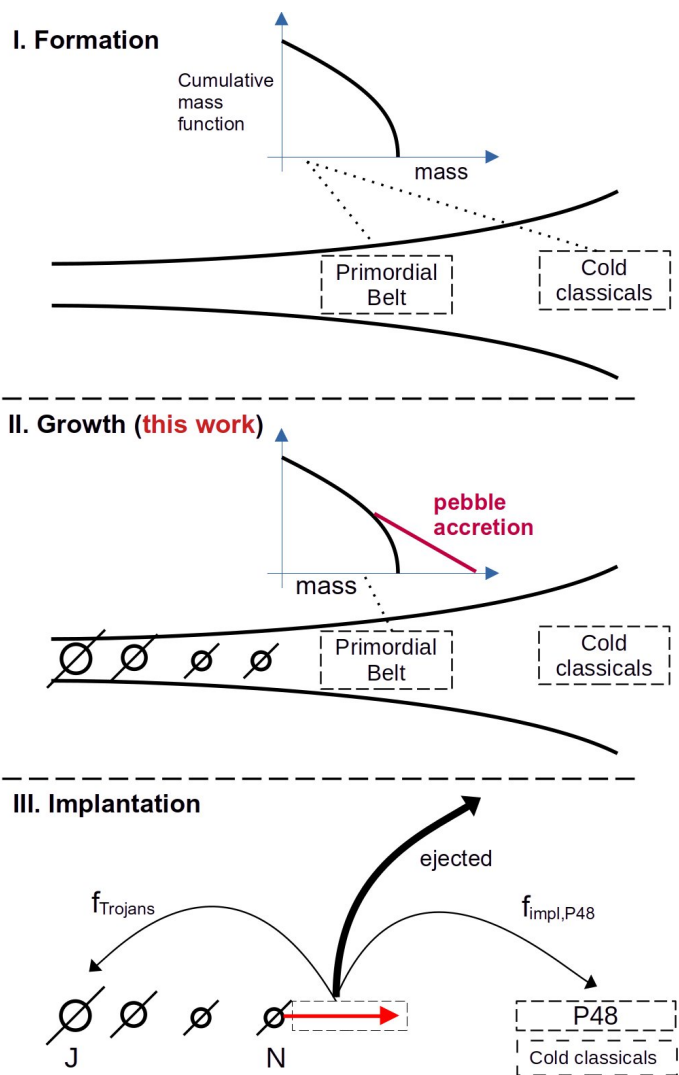 I. Formation
Cumulative
mass
function
mass
Primordial
Belt
Cold
classicals
II. Growth (this work)
pebble
accretion
mass
Primordial
Belt
Cold
classicals
III. Implantation
ejected
fTrojans
fimpl,P48
P48
J
N
Cold classicals